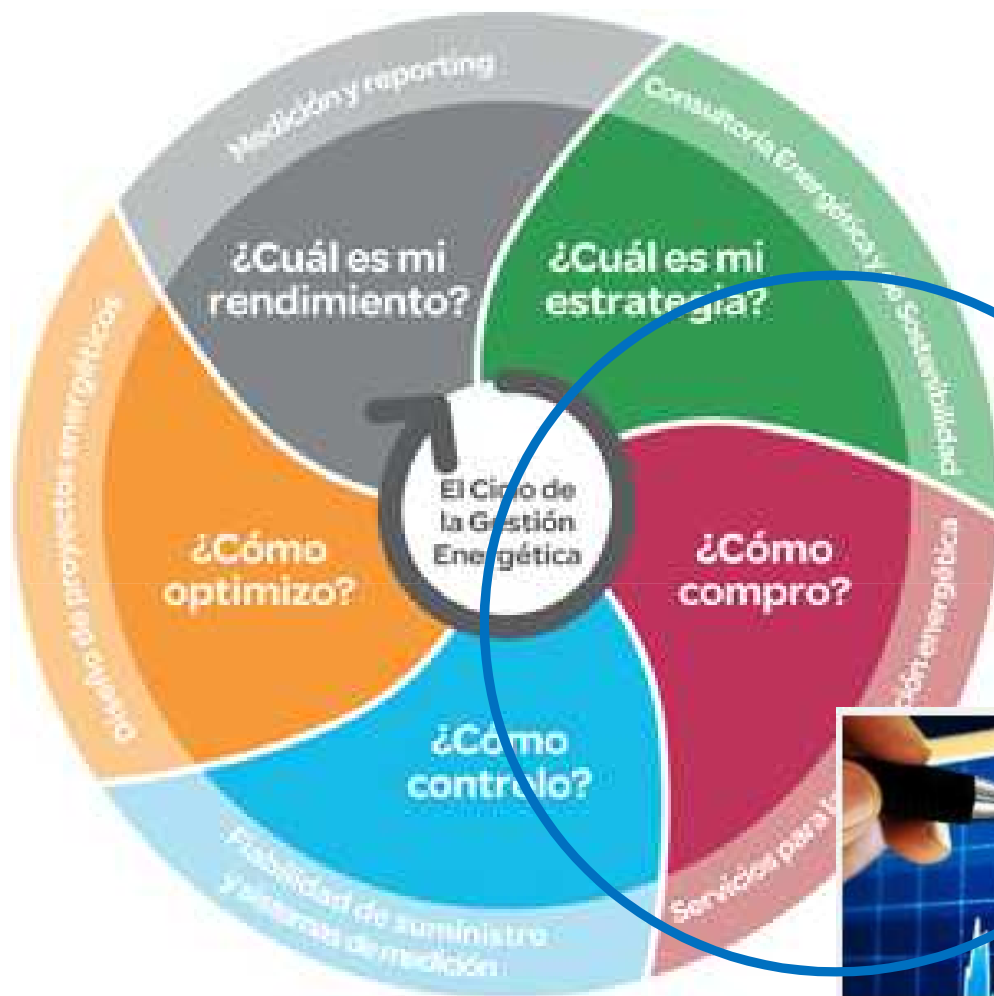 Medición y reporting
¿Cuál es mi
rendimiento?
Consultoría Energética y Sostenibilidad
¿Cuál es mi
estrategia?
El Ciclo de
la Gestión
Energética
¿Cómo
compro?
Servicios para
energética
¿Cómo
controlo?
Fiabilidad de suministro
y sistemas de medición
¿Cómo
optimizo?
Diseño de proyectos energéticos